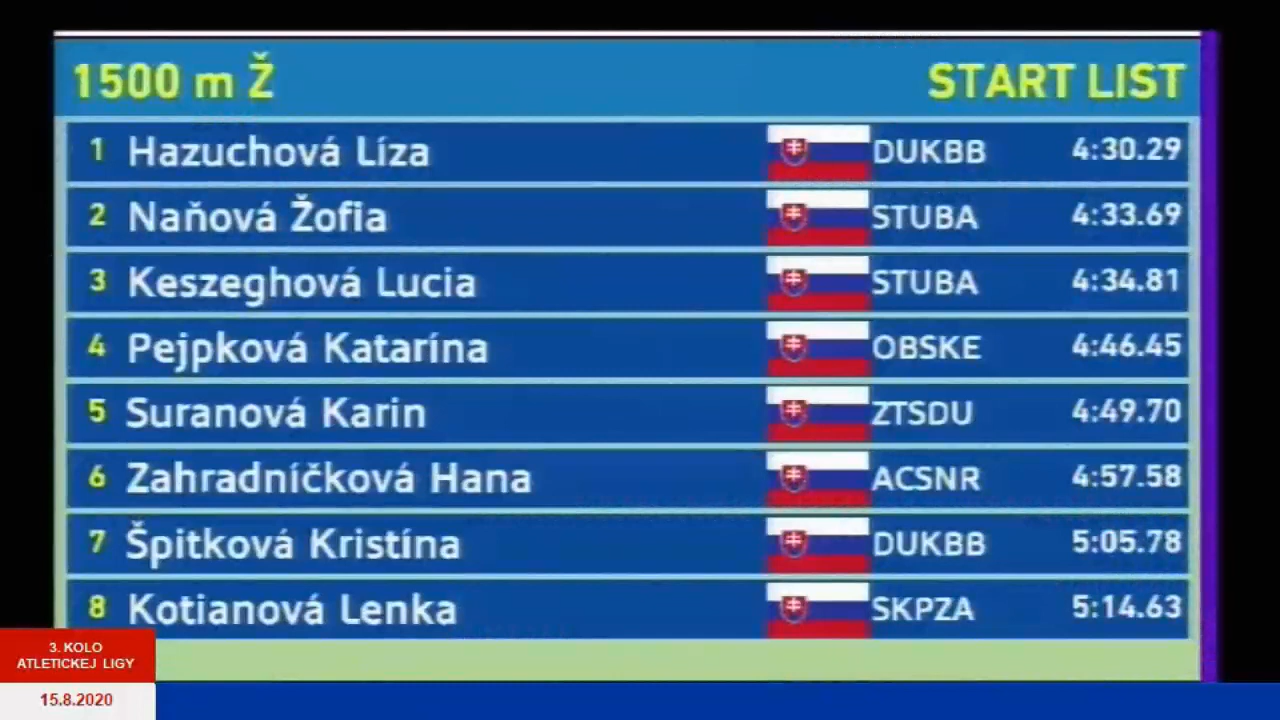 1500 m Ž START LIST
1 Hazuchová Líza DUKBB 4:30.29
2 Naňová Žofia STUBA 4:33.69
3 Keszeghová Lucia STUBA 4:34.81
4 Pejpková Katarína OBSKE 4:46.45
5 Suranová Karin ZTSDU 4:49.70
6 Zahradníčková Hana ACSNR 4:57.58
7 Špitková Kristína DUKBB 5:05.78
8 Kotianová Lenka SKPZA 5:14.63
3. KOLO
ATLETICKEJ LIGY
15.8.2020